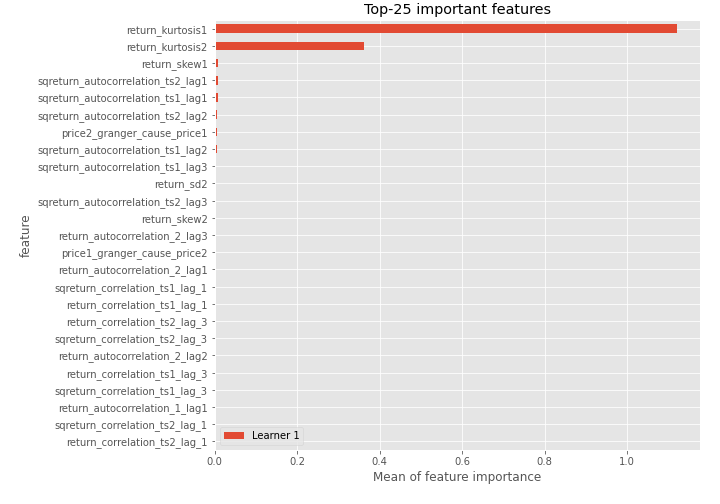 Top-25 important features
return_kurtosis1
return_kurtosis2
return_skew1
sqreturn_autocorrelation_ts2_lag1
sqreturn_autocorrelation_ts1_lag1
sqreturn_autocorrelation_ts2_lag2
price2_granger_cause_price1
sqreturn_autocorrelation_ts1_lag2
sqreturn_autocorrelation_ts1_lag3
return_sd2
sqreturn_autocorrelation_ts2_lag3
return_skew2
return_autocorrelation_2_lag3
price1_granger_cause_price2
return_autocorrelation_2_lag1
sqreturn_correlation_ts1_lag_1
return_correlation_ts1_lag_1
return_correlation_ts2_lag_3
sqreturn_correlation_ts2_lag_3
return_autocorrelation_2_lag2
return_correlation_ts1_lag_3
sqreturn_correlation_ts1_lag_3
return_autocorrelation_1_lag1
sqreturn_correlation_ts2_lag_1
return_correlation_ts2_lag_1
feature
Learner 1
0.0 0.2 0.4 0.6 0.8 1.0
Mean of feature importance